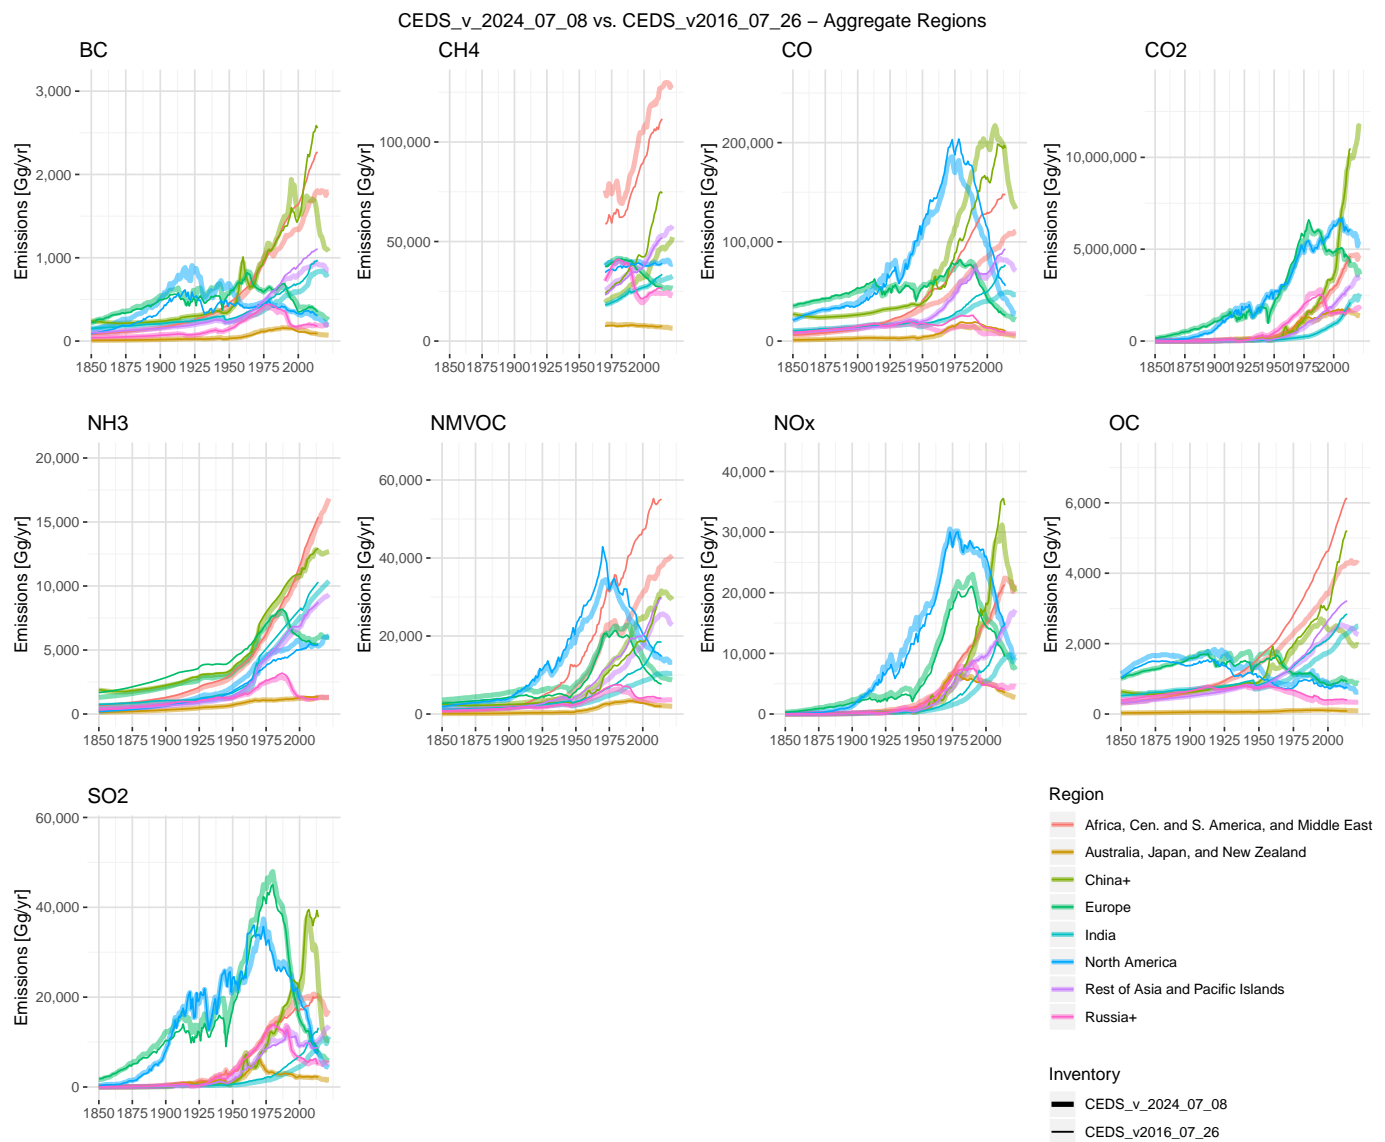 CEDS_v_2024_07_08 vs. CEDS_v2016_07_26 – Aggregate Regions
BC
CH4
CO
CO2
Emissions [Gg/yr]
3,000
2,000
1,000
0
1850 1875 1900 1925 1950 1975 2000
Emissions [Gg/yr]
100,000
50,000
0
1850 1875 1900 1925 1950 1975 2000
Emissions [Gg/yr]
200,000
100,000
0
1850 1875 1900 1925 1950 1975 2000
Emissions [Gg/yr]
10,000,000
5,000,000
0
1850 1875 1900 1925 1950 1975 2000
NH3
NMVOC
NOx
OC
Emissions [Gg/yr]
20,000
15,000
10,000
5,000
0
1850 1875 1900 1925 1950 1975 2000
Emissions [Gg/yr]
60,000
40,000
20,000
0
1850 1875 1900 1925 1950 1975 2000
Emissions [Gg/yr]
40,000
30,000
20,000
10,000
0
1850 1875 1900 1925 1950 1975 2000
Emissions [Gg/yr]
6,000
4,000
2,000
0
1850 1875 1900 1925 1950 1975 2000
SO2
Emissions [Gg/yr]
60,000
40,000
20,000
0
1850 1875 1900 1925 1950 1975 2000
Region
Africa, Cen. and S. America, and Middle East
Australia, Japan, and New Zealand
China+
Europe
India
North America
Rest of Asia and Pacific Islands
Russia+
Inventory
CEDS_v_2024_07_08
CEDS_v2016_07_26